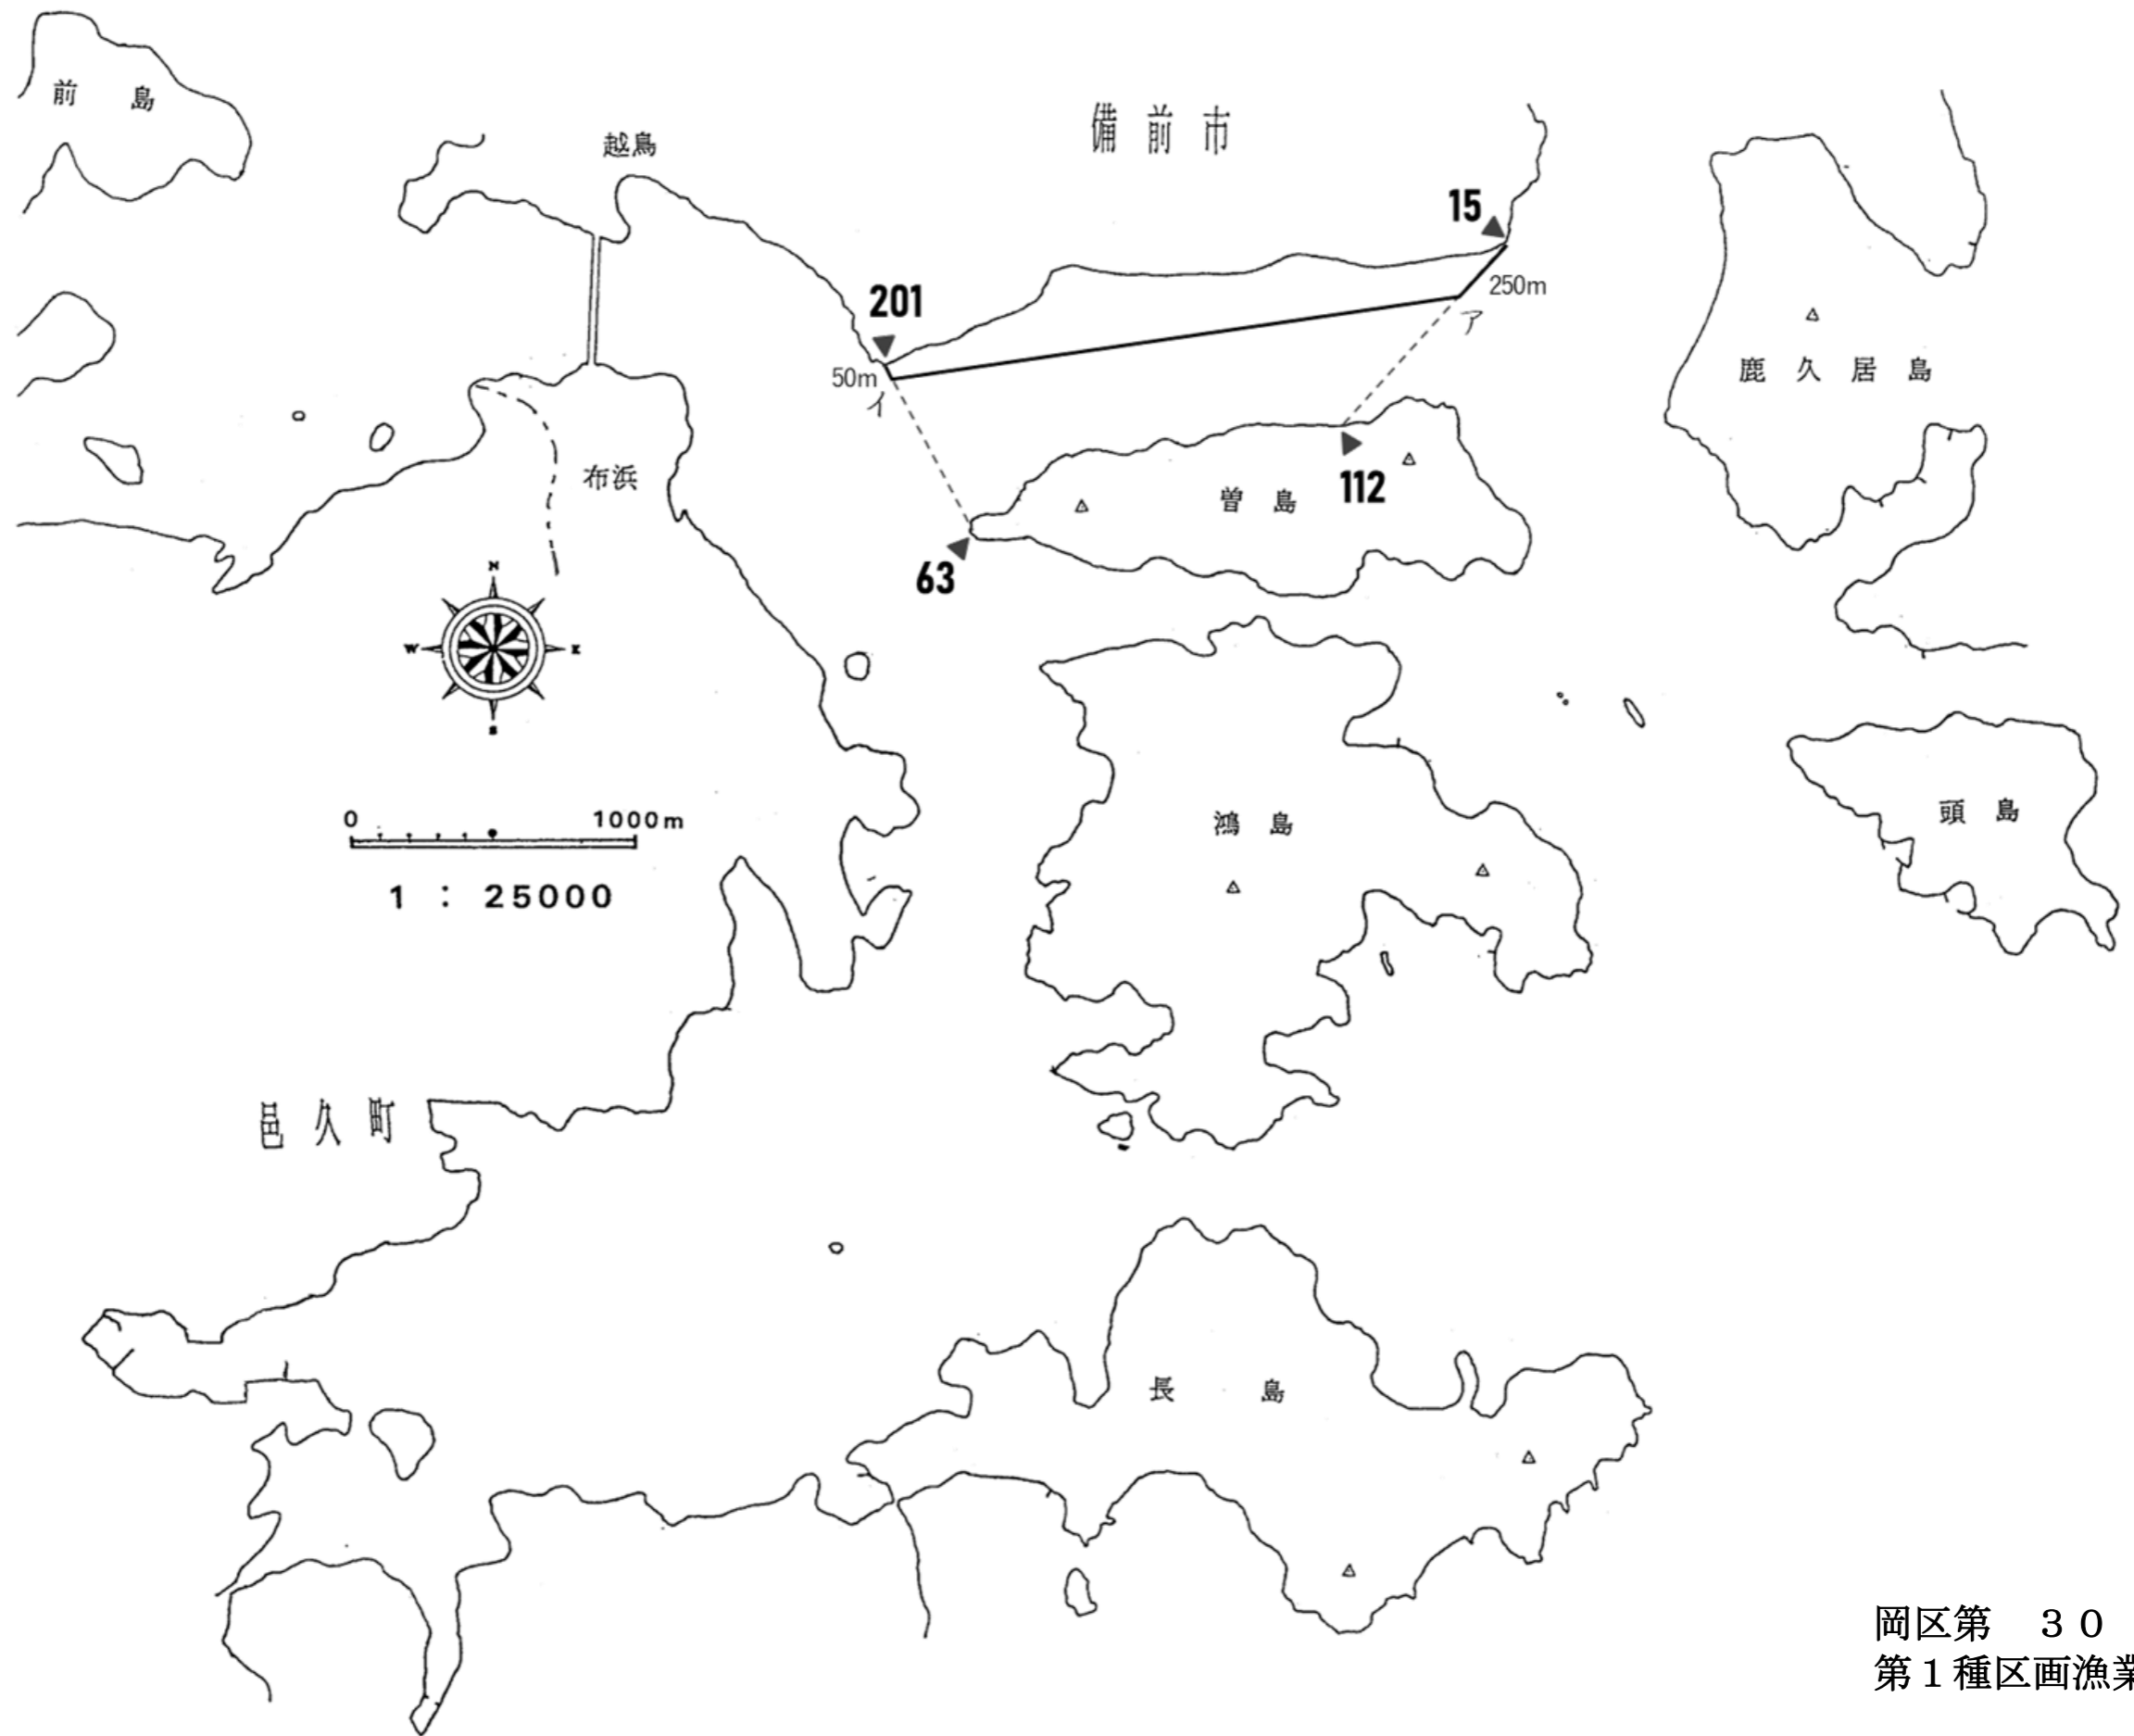 前島
越鳥
備前市
15
201
250m
ア
50m
イ
鹿久居島
布浜
曽島
112
63
N
W
E
S
0 1000m
1 : 25000
鴻島
頭島
邑久町
長島
岡区第 30
第1種区画漁業